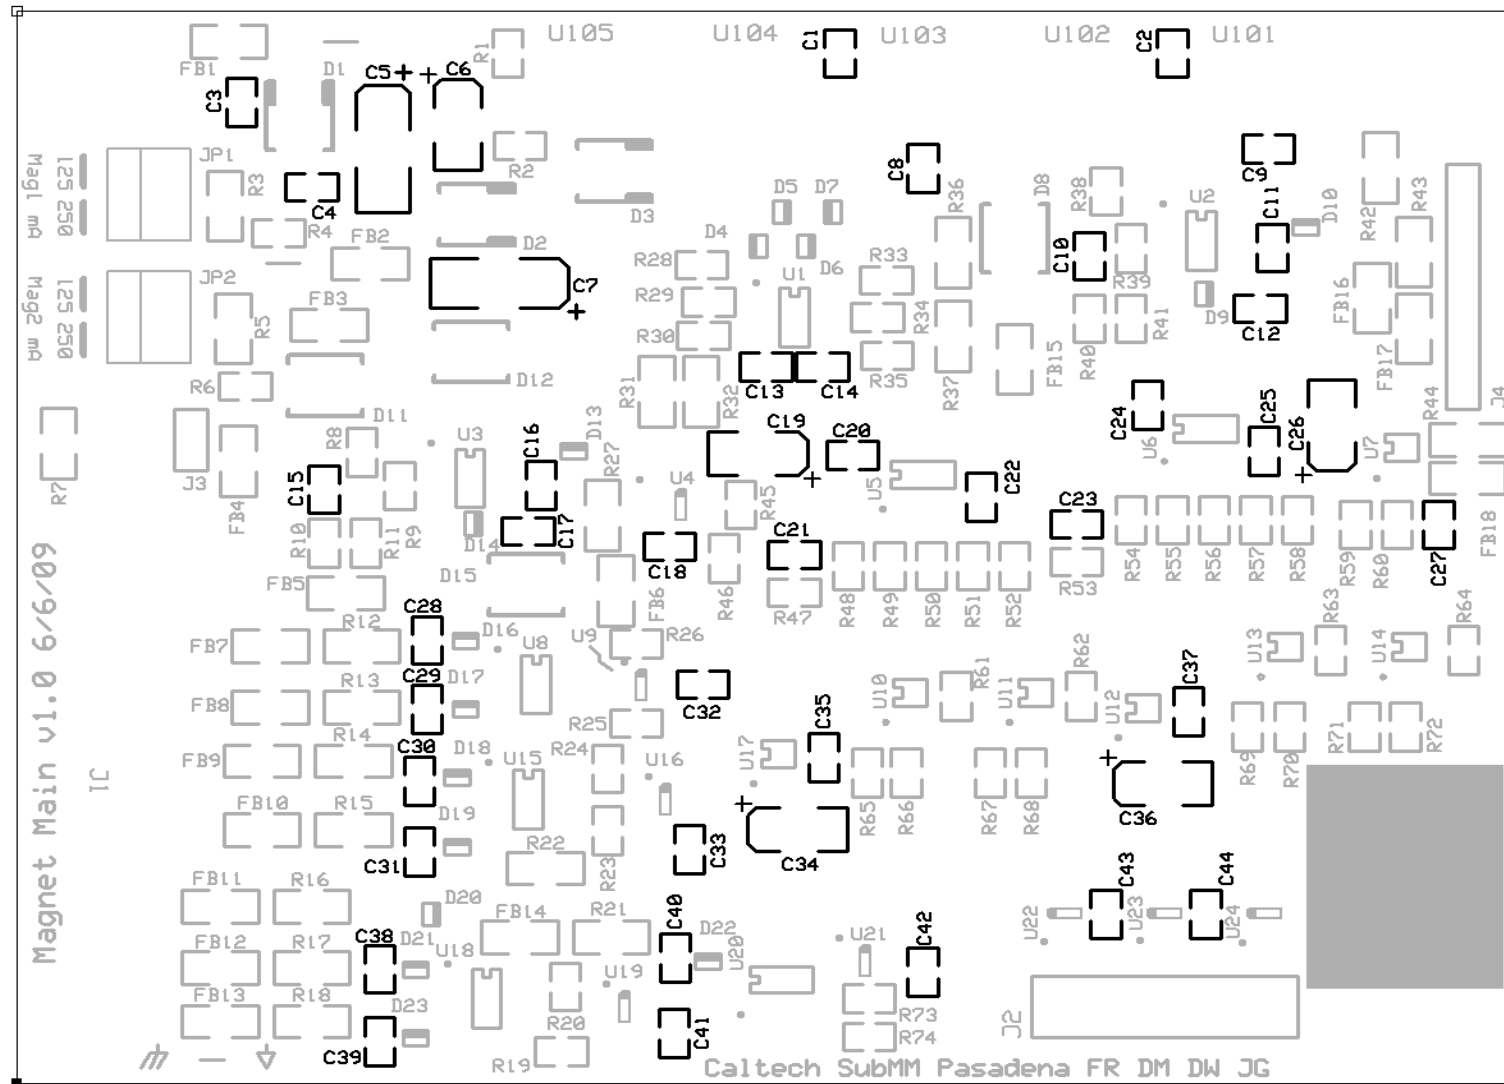 U105
U104
C1
U103
U102
C2
U101
R1
FB1
D1
C5
+
+
C6
C3
JP1
Mag1 mA
125 250
R3
C4
R4
R2
D3
D5
D7
C8
R36
D8
R38
U2
C9
C11
D10
R42
R43
FB2
D2
D4
R28
U1
D6
R33
C10
R39
JP2
Mag2 mA
125 250
R5
FB3
C7
+
R29
R30
R34
R35
R37
FB15
R40
R41
D9
C12
FB16
FB17
R6
D11
D12
R31
R32
C13
C14
C24
U6
C25
C26
+
U7
R44
J4
R7
J3
FB4
R8
C15
U3
C16
D13
R27
U4
C19
+
C20
U5
C22
C23
R10
R11
R9
D14
C17
C18
R45
R46
C21
R47
R48
R49
R50
R51
R52
R53
R54
R55
R56
R57
R58
R59
R60
C27
FB18
FB5
D15
FB6
C28
R12
FB7
D16
U8
U9
R26
R61
R62
U13
R63
U14
R64
C29
R13
FB8
D17
R25
C32
U10
U11
U12
C37
C30
R14
FB9
D18
U15
R24
U16
U17
C35
R65
R66
R67
R68
R69
R70
R71
R72
J1
FB10
R15
D19
C31
R22
R23
C33
+
C34
+
C36
FB11
R16
D20
FB14
R21
C40
D22
U20
U21
C42
U22
C43
U23
C44
U24
FB12
R17
C38
D21
U18
U19
FB13
R18
D23
C39
R19
R20
C41
R73
R74
J2
Magnet Main v1.0 6/6/09
Caltech SubMM Pasadena FR DM DW JG